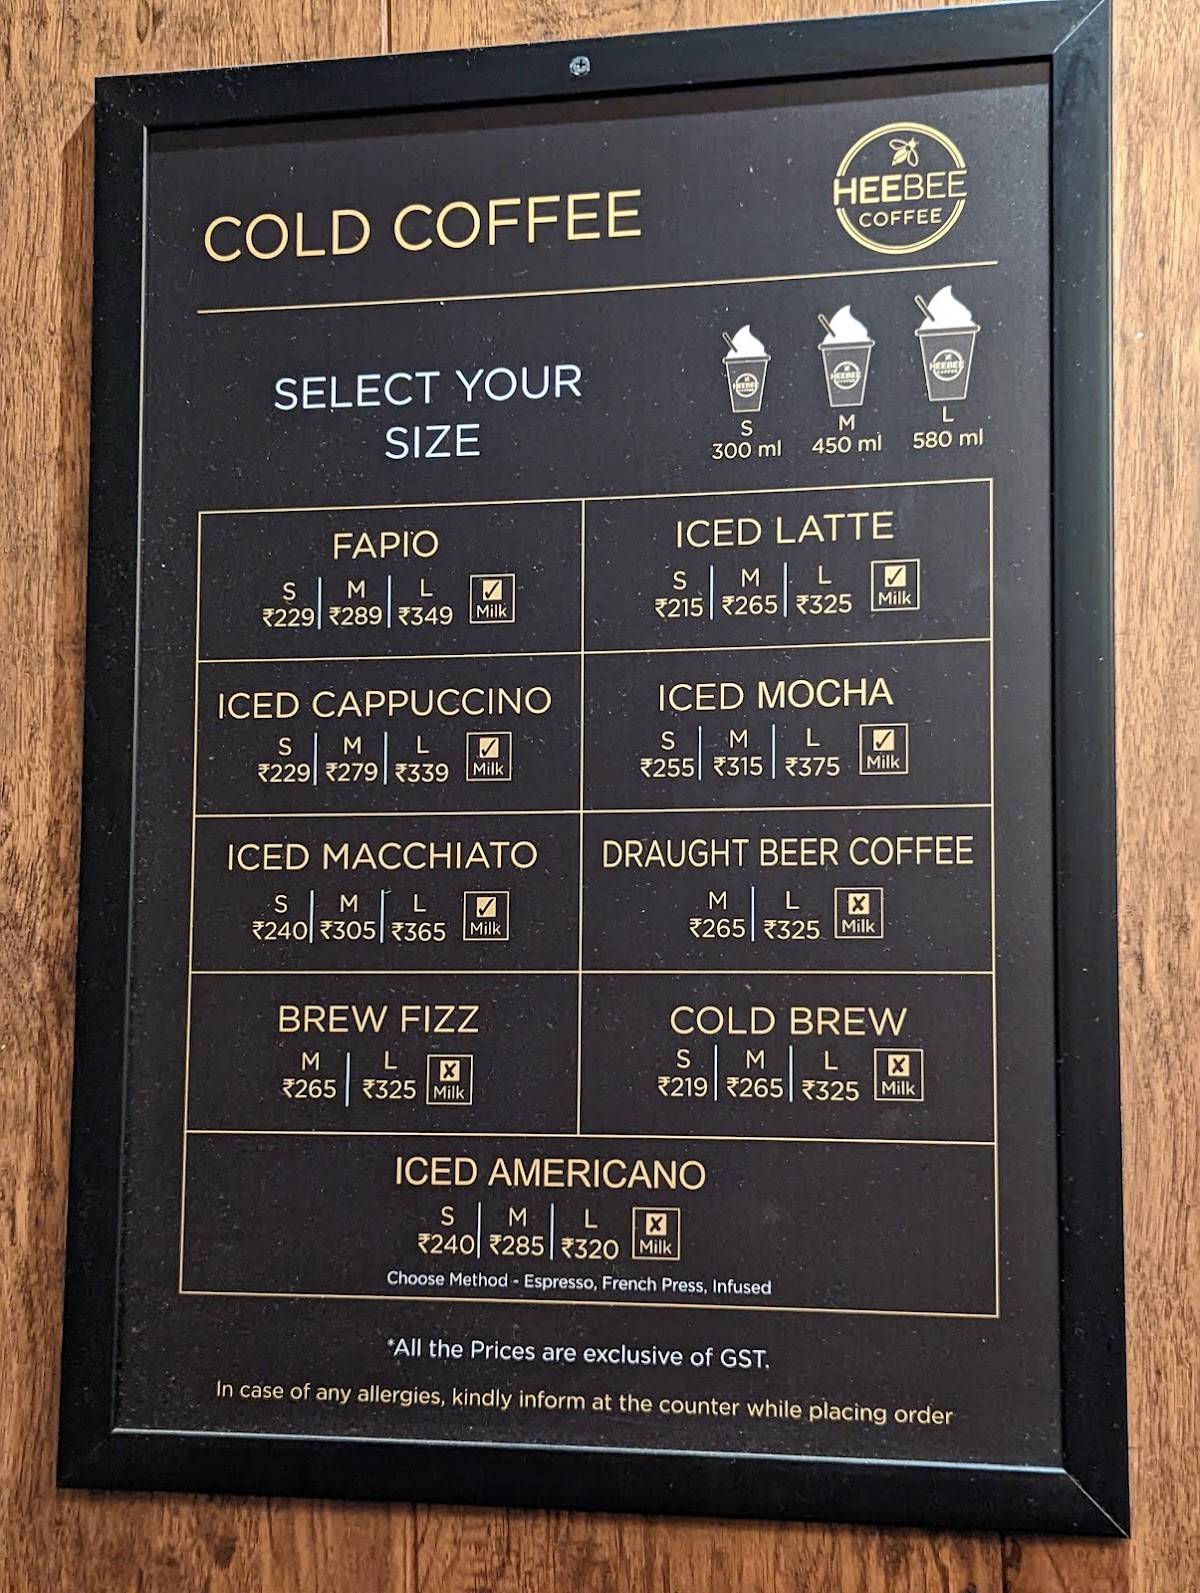 HEEBEE
COFFEE
COLD COFFEE
SELECT YOUR
SIZE
HEEBEE
HEEBEE
HEEBEE
S M L
300 ml 450 ml 580 ml
FAPIO
S M L
₹229 ₹289 ₹349 Milk
ICED LATTE
S M L
₹215 ₹265 ₹325 Milk
ICED CAPPUCCINO
S M L
₹229 ₹279 ₹339 Milk
ICED MOCHA
S M L
₹255 ₹315 ₹375 Milk
ICED MACCHIATO
S M L
₹240 ₹305 ₹365 Milk
DRAUGHT BEER COFFEE
M L
₹265 ₹325 Milk
BREW FIZZ
M L
₹265 ₹325 Milk
COLD BREW
S M L
₹219 ₹265 ₹325 Milk
ICED AMERICANO
S M L
₹240 ₹285 ₹320 Milk
Choose Method - Espresso, French Press, Infused
*All the Prices are exclusive of GST.
In case of any allergies, kindly inform at the counter while placing order